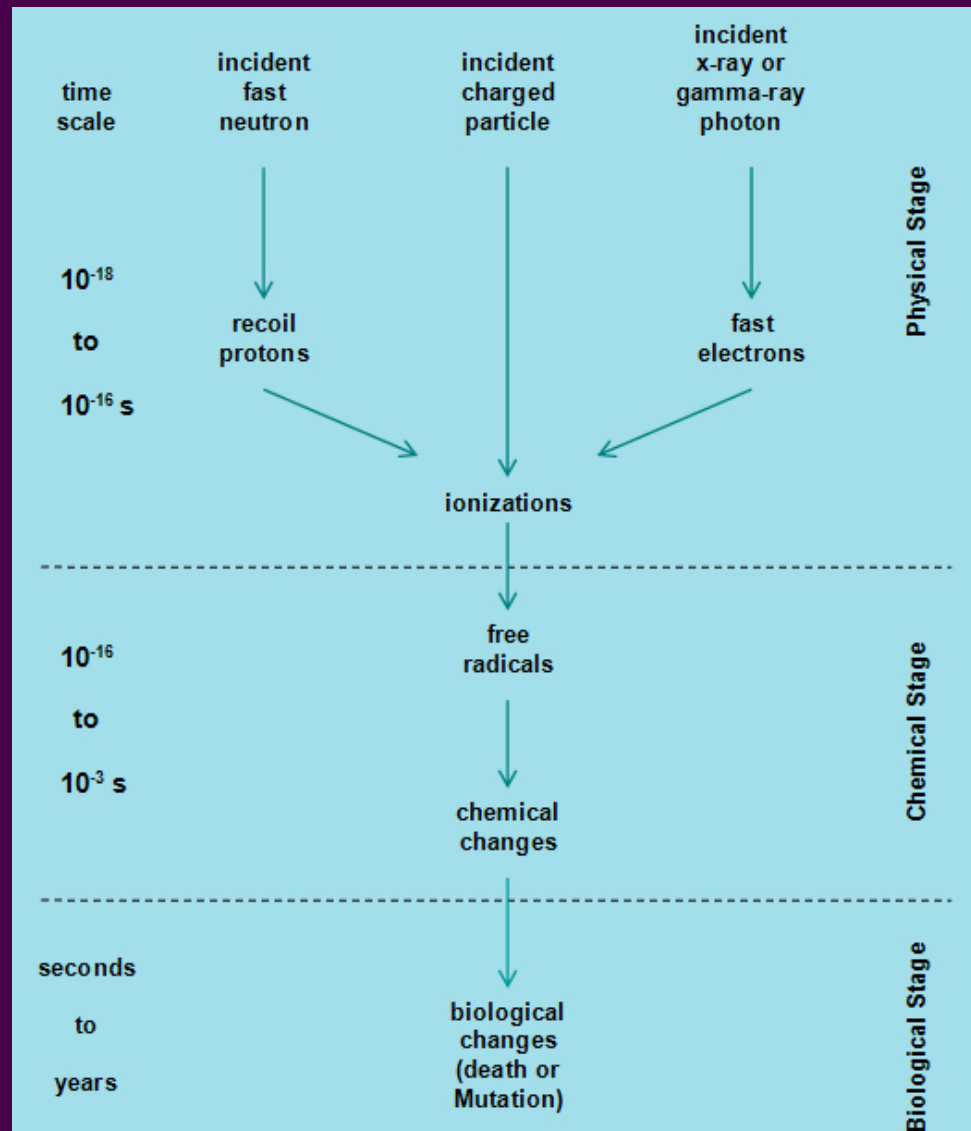 time
scale
incident
fast
neutron
incident
charged
particle
incident
x-ray or
gamma-ray
photon
Physical Stage
10⁻¹⁸
to
10⁻¹⁶ s
recoil
protons
fast
electrons
ionizations
10⁻¹⁶
to
10⁻³ s
free
radicals
chemical
changes
Chemical Stage
seconds
to
years
biological
changes
(death or
Mutation)
Biological Stage